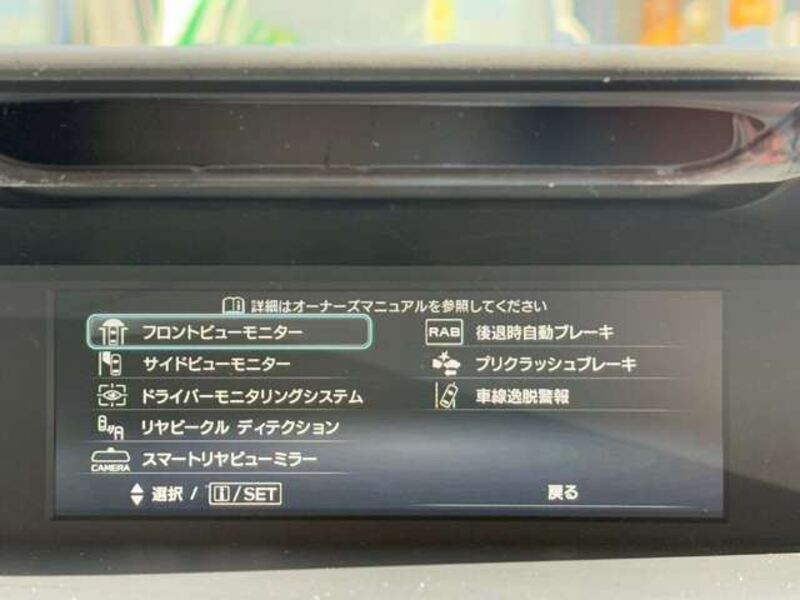 詳細はオーナーズマニュアルを参照してください
フロントビューモニター
サイドビューモニター
ドライバーモニタリングシステム
リヤビークル ディテクション
CAMERA スマートリヤビューミラー
RAB 後退時自動ブレーキ
プリクラッシュブレーキ
車線逸脱警報
選択 / i/SET
戻る